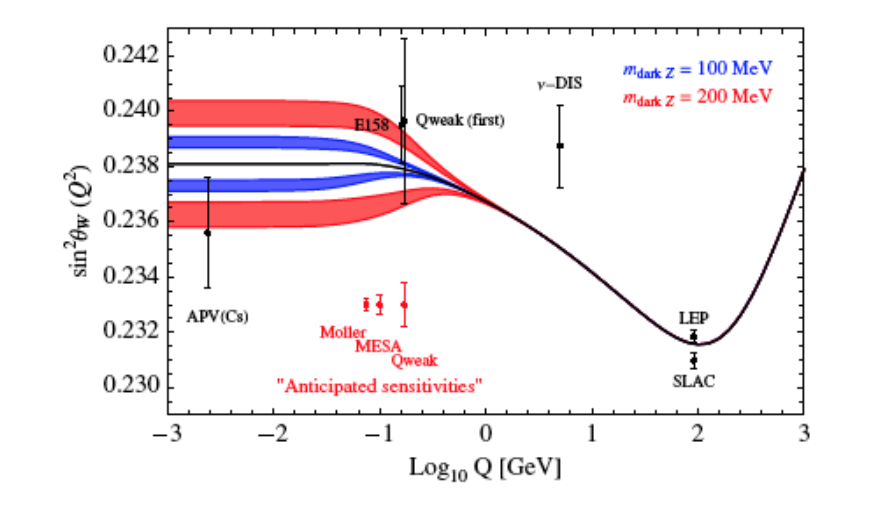 0.242
0.240
0.238
0.236
0.234
0.232
0.230
sin²θ_W (Q²)
m_dark Z = 100 MeV
m_dark Z = 200 MeV
ν−DIS
E158
Qweak (first)
APV(Cs)
Moller
MESA
Qweak
"Anticipated sensitivities"
LEP
SLAC
−3 −2 −1 0 1 2 3
Log₁₀ Q [GeV]